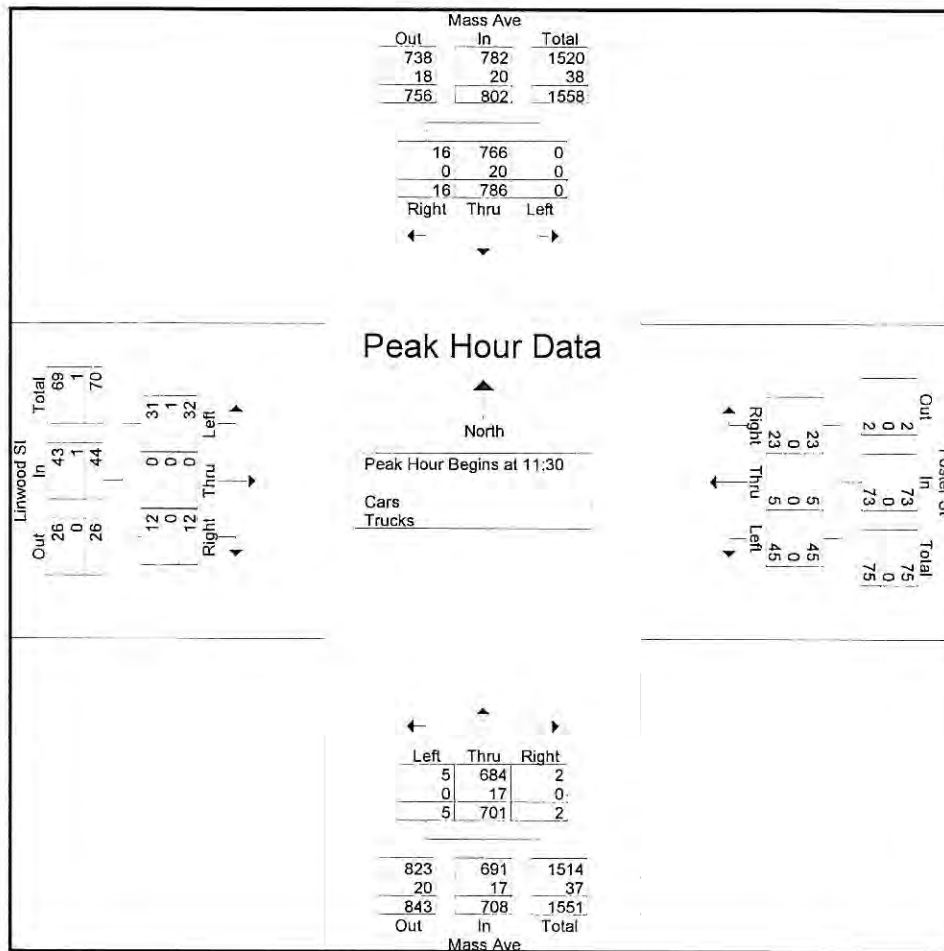 Mass Ave
Out In Total
738 782 1520
18 20 38
756 802 1558
16 766 0
0 20 0
16 786 0
Right Thru Left
Peak Hour Data
North
Peak Hour Begins at 11:30
Cars
Trucks
Linwood St
Out In Total
26 43 69
0 1 1
26 44 70
Right Thru Left
12 0 31
0 0 1
12 0 32
Out In Total
2 73 75
0 0 0
2 73 75
Right Thru Left
23 5 45
0 0 0
23 5 45
Left Thru Right
5 684 2
0 17 0
5 701 2
823 691 1514
20 17 37
843 708 1551
Out In Total
Mass Ave